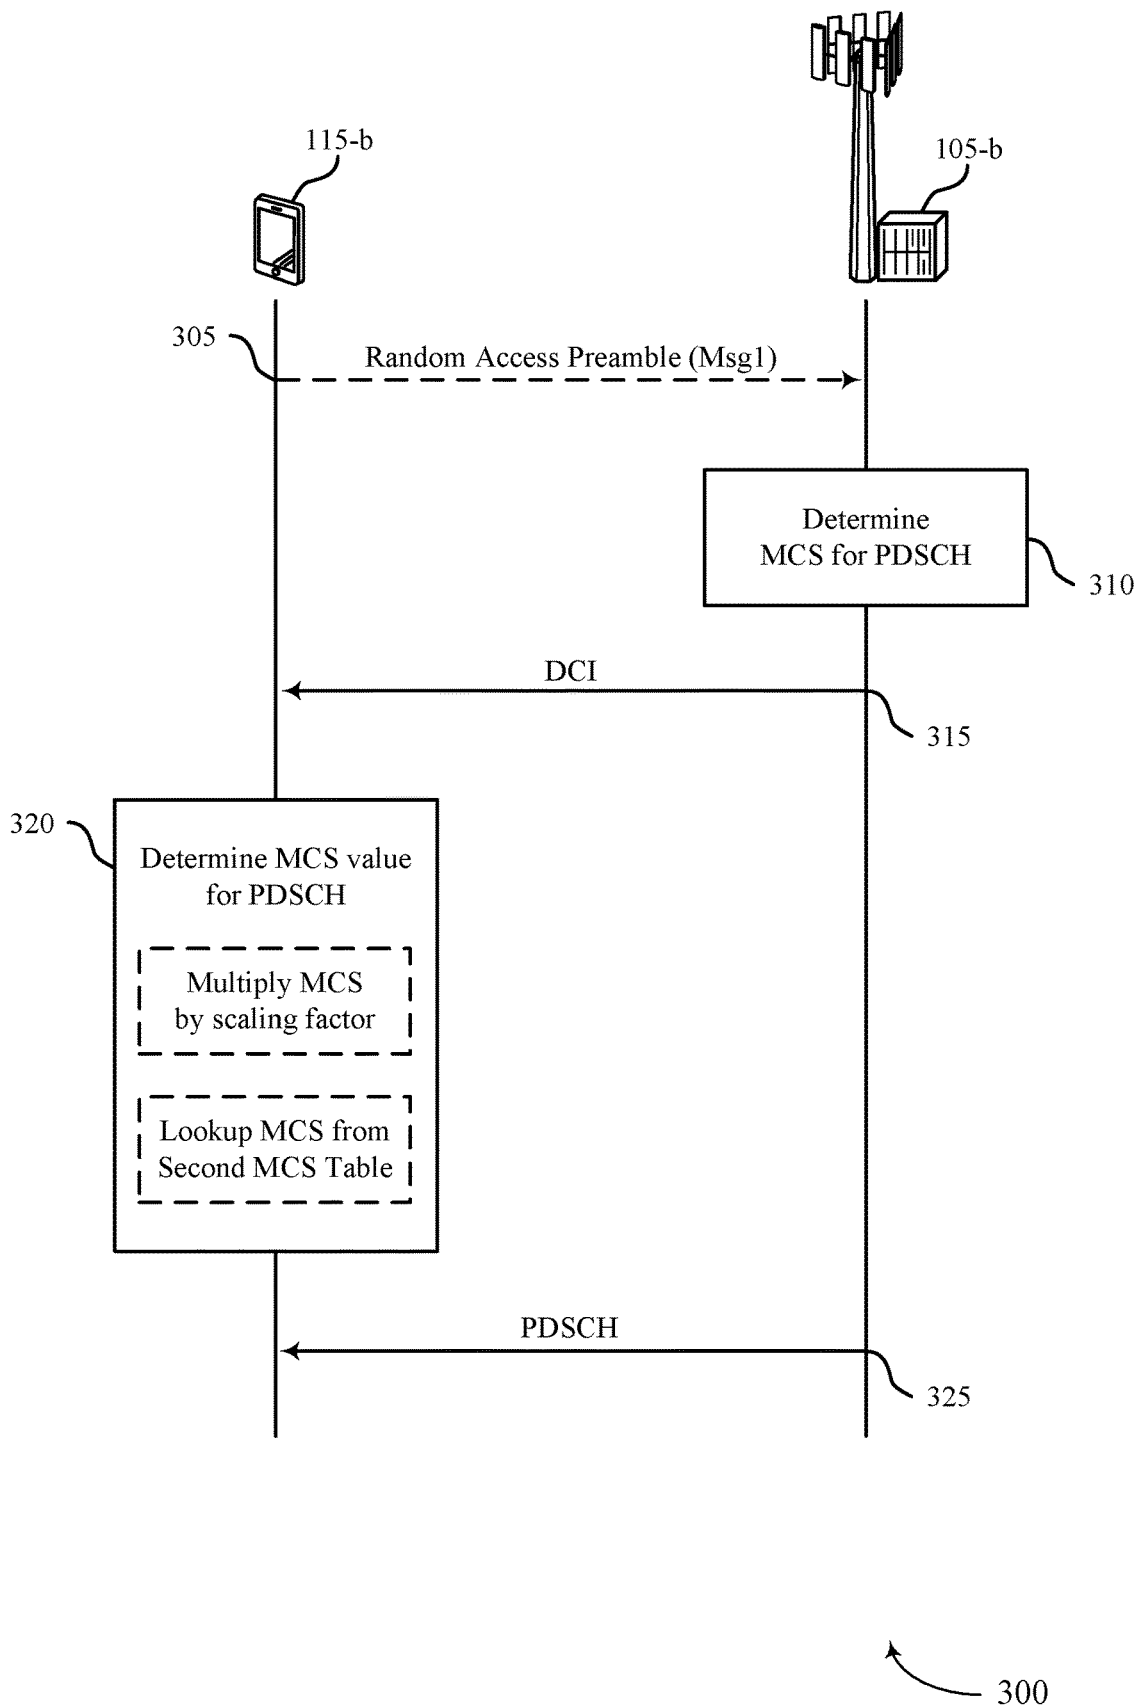 115-b
105-b
305
Random Access Preamble (Msg1)
Determine
MCS for PDSCH
310
DCI
315
320
Determine MCS value
for PDSCH
Multiply MCS
by scaling factor
Lookup MCS from
Second MCS Table
PDSCH
325
300